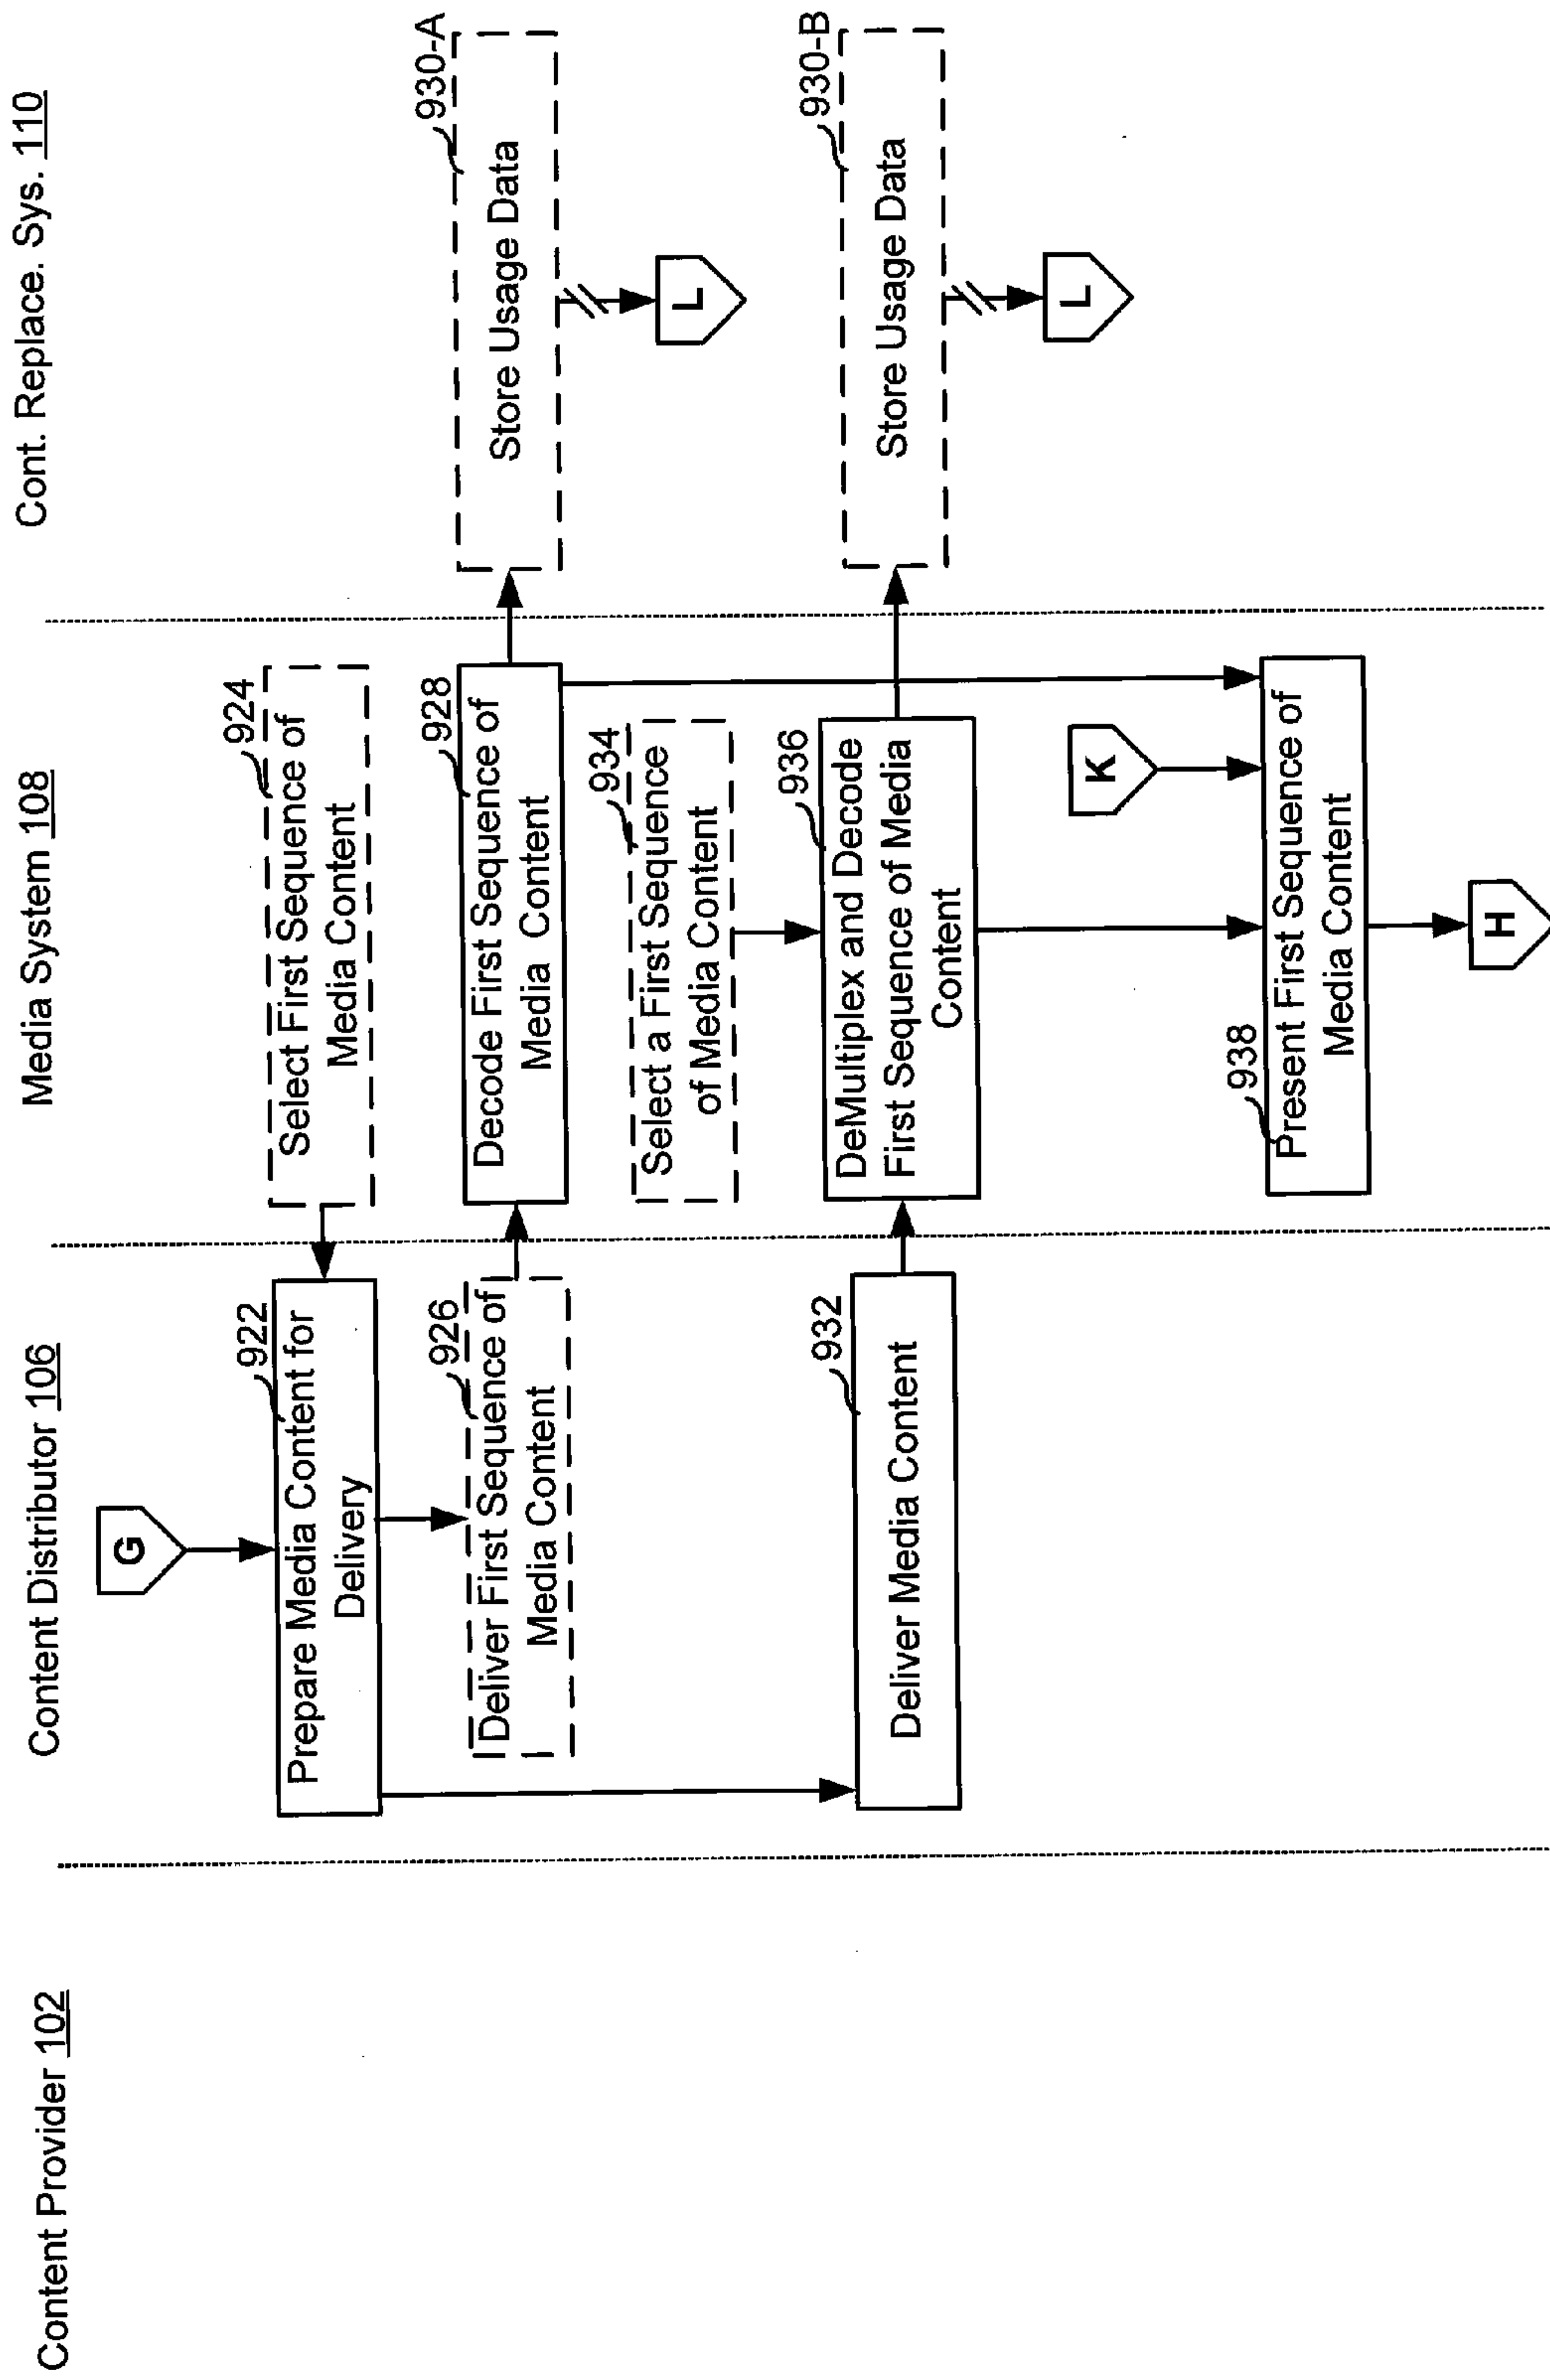 Content Provider 102
Content Distributor 106
Media System 108
Cont. Replace. Sys. 110
G
922
Prepare Media Content for
Delivery
924
Select First Sequence of
Media Content
926
Deliver First Sequence of
Media Content
928
Decode First Sequence of
Media Content
930-A
Store Usage Data
L
934
Select a First Sequence
of Media Content
932
Deliver Media Content
936
DeMultiplex and Decode
First Sequence of Media
Content
930-B
Store Usage Data
L
K
938
Present First Sequence of
Media Content
H